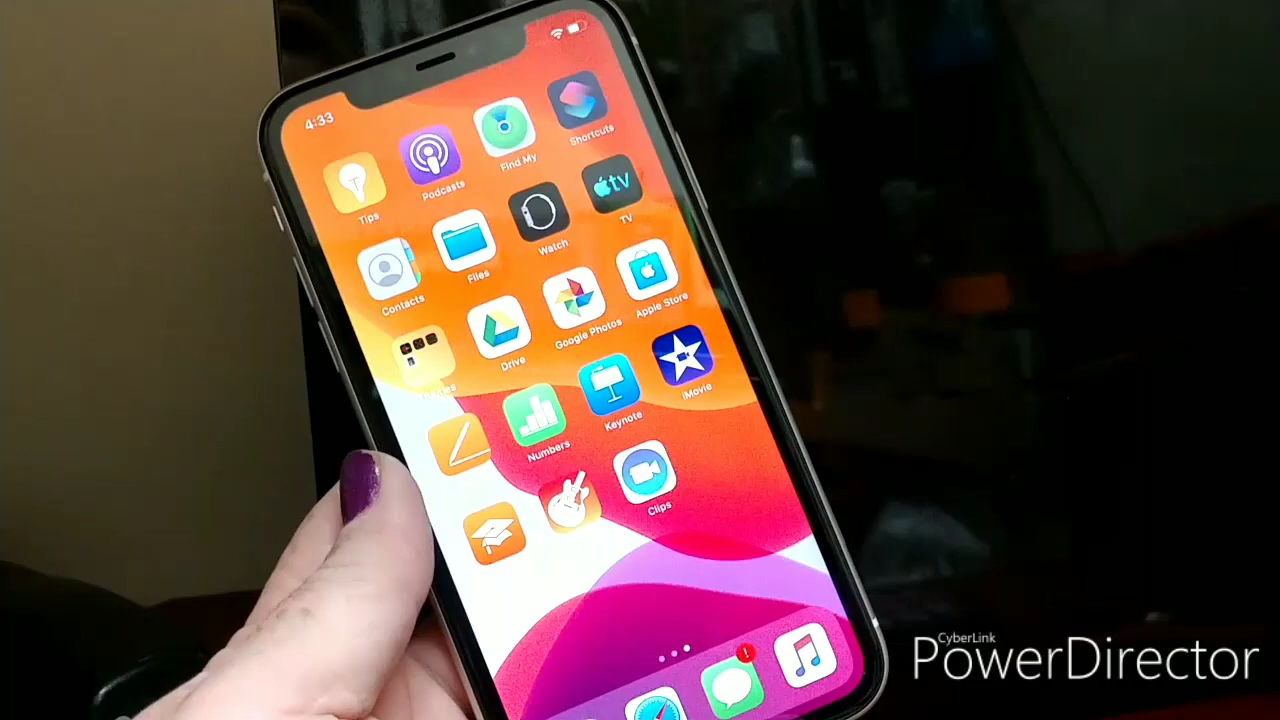 4:33
Tips
Podcasts
Find My
Shortcuts
Contacts
Files
Watch
tv
TV
Drive
Google Photos
Apple Store
Numbers
Keynote
iMovie
Clips
!
CyberLink
PowerDirector